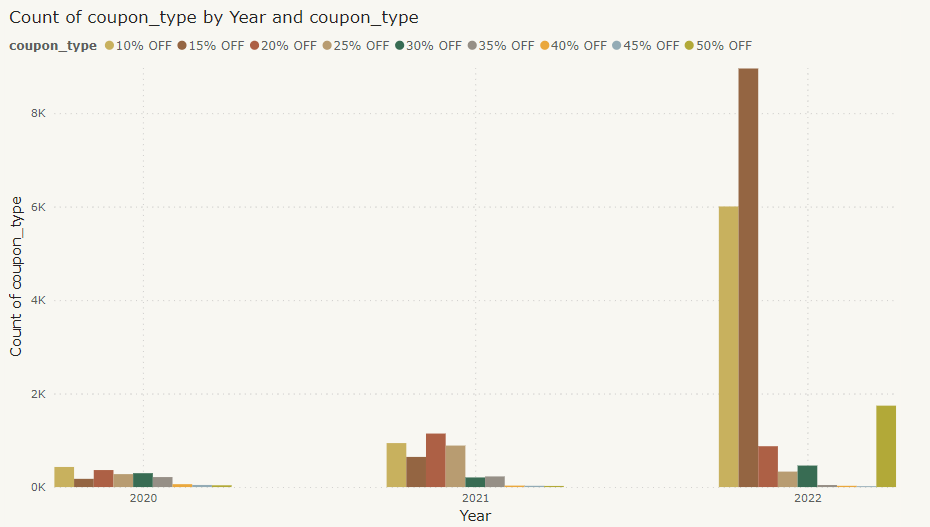 Count of coupon_type by Year and coupon_type
coupon_type 10% OFF 15% OFF 20% OFF 25% OFF 30% OFF 35% OFF 40% OFF 45% OFF 50% OFF
Count of coupon_type
8K
6K
4K
2K
0K
2020 2021 2022
Year